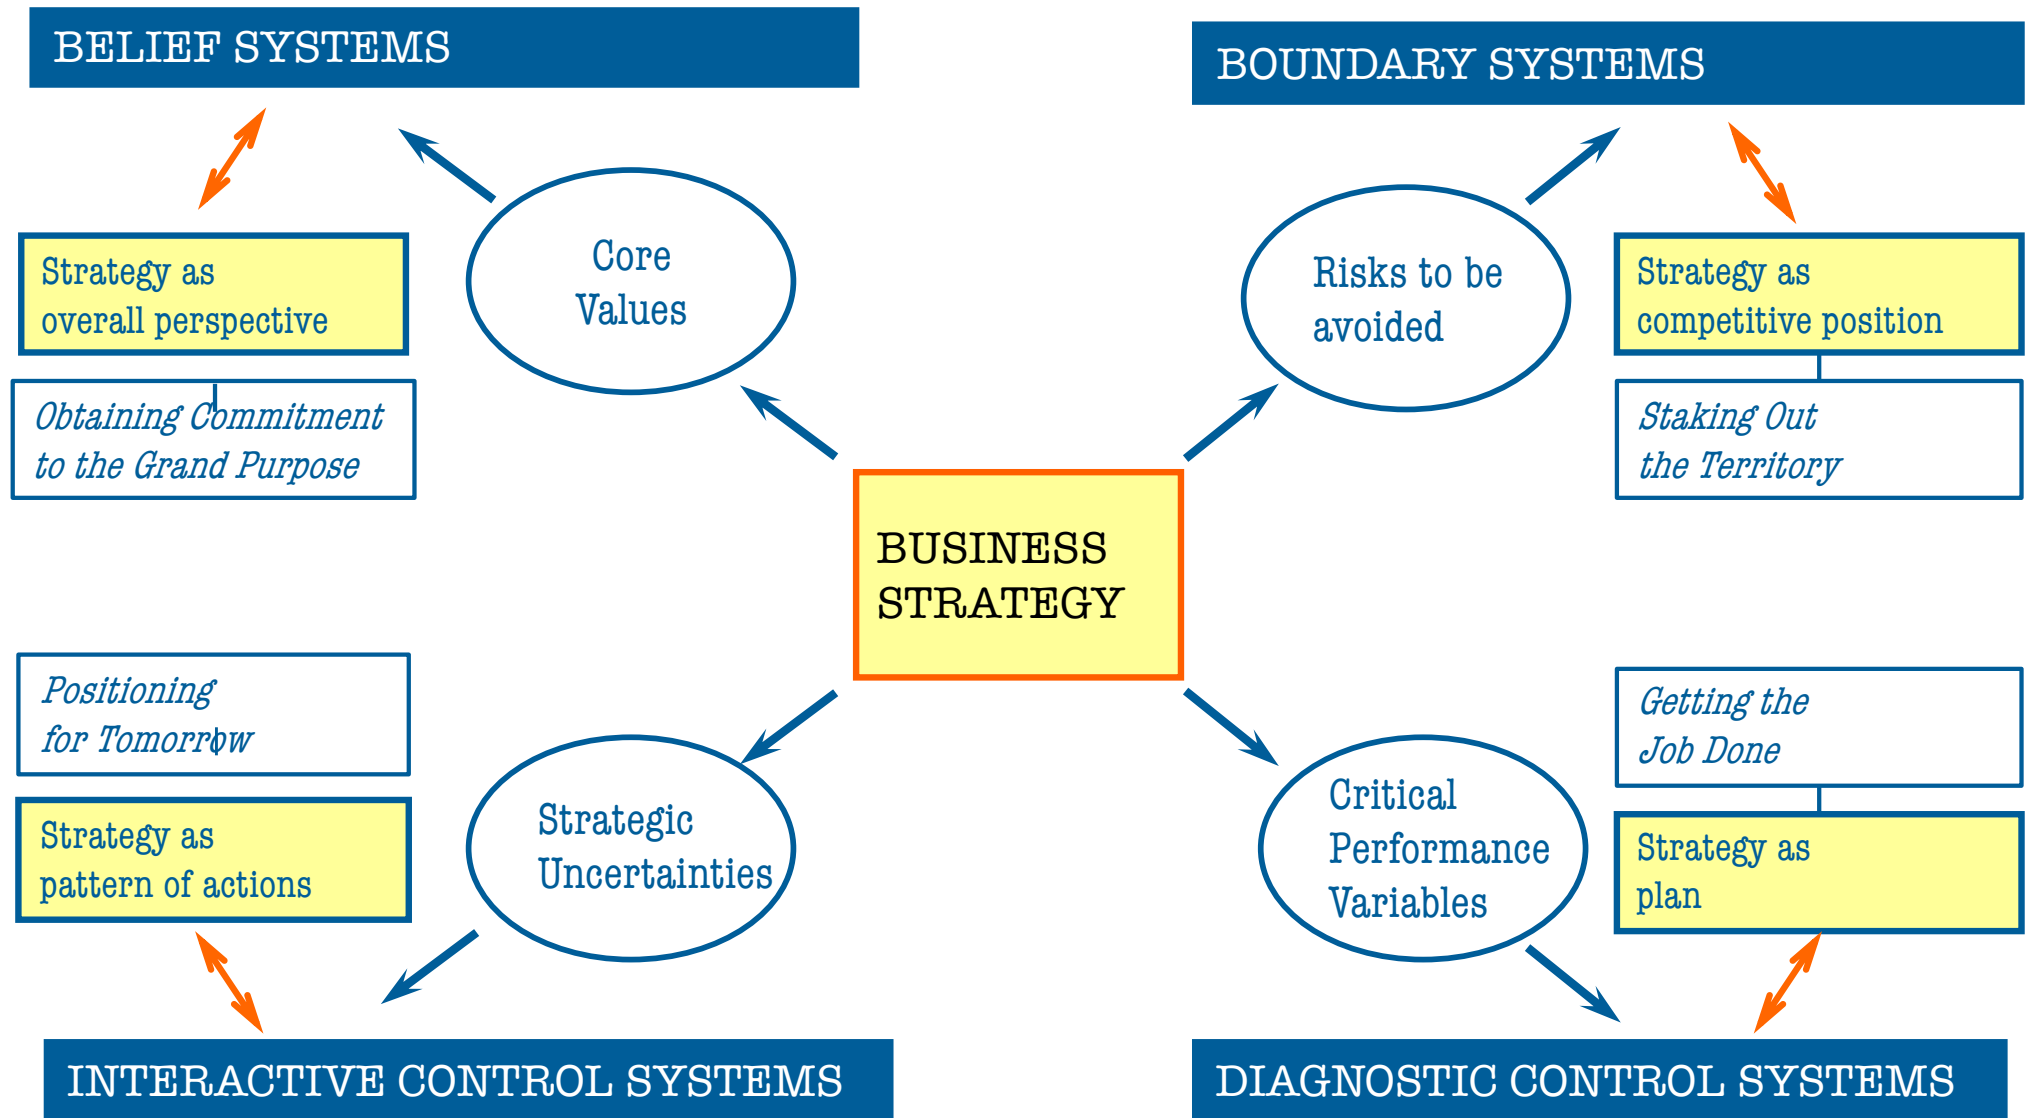 BELIEF SYSTEMS
BOUNDARY SYSTEMS
Strategy as
overall perspective
Obtaining Commitment
to the Grand Purpose
Core
Values
Risks to be
avoided
Strategy as
competitive position
Staking Out
the Territory
BUSINESS
STRATEGY
Positioning
for Tomorrow
Strategy as
pattern of actions
Strategic
Uncertainties
Critical
Performance
Variables
Getting the
Job Done
Strategy as
plan
INTERACTIVE CONTROL SYSTEMS
DIAGNOSTIC CONTROL SYSTEMS